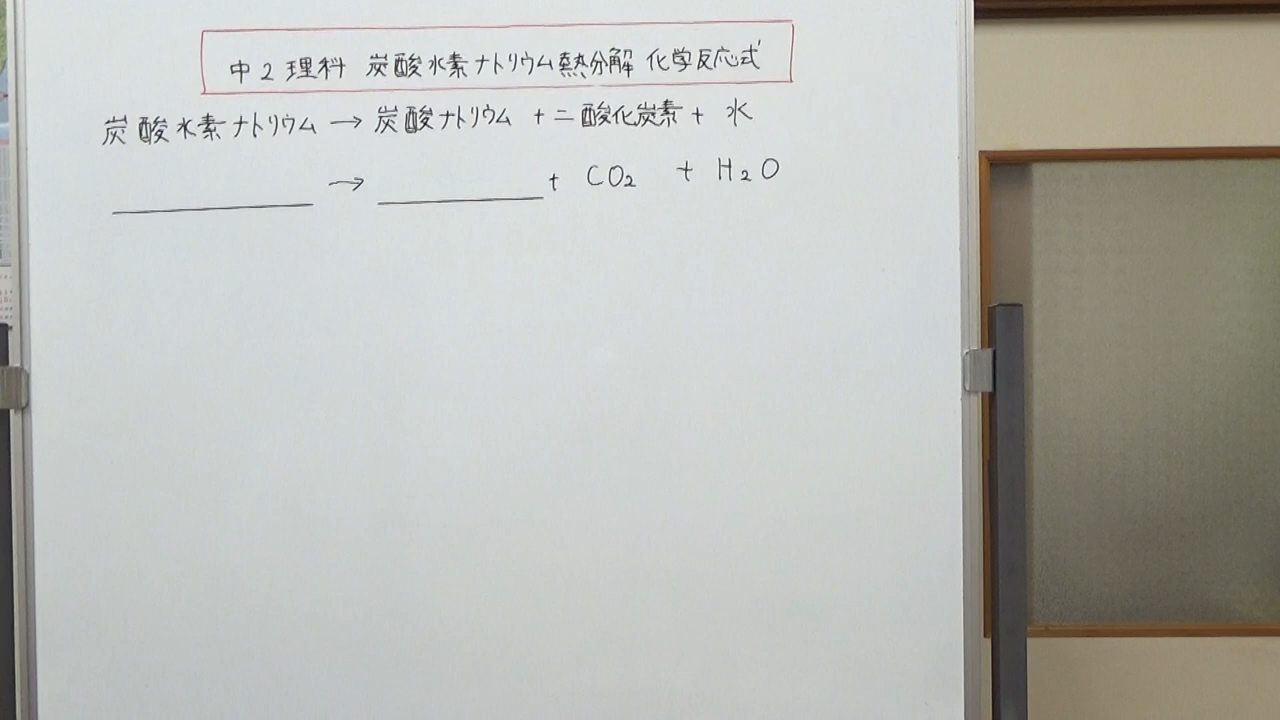 中2理科 炭酸水素ナトリウム熱分解 化学反応式
炭酸水素ナトリウム → 炭酸ナトリウム + 二酸化炭素 + 水
→ + CO₂ + H₂O